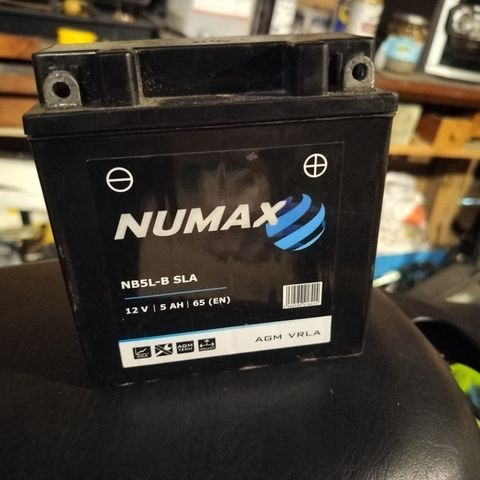 NUMAX
NB5L-B SLA
12 V | 5 AH | 65 (EN)
AGM VRLA